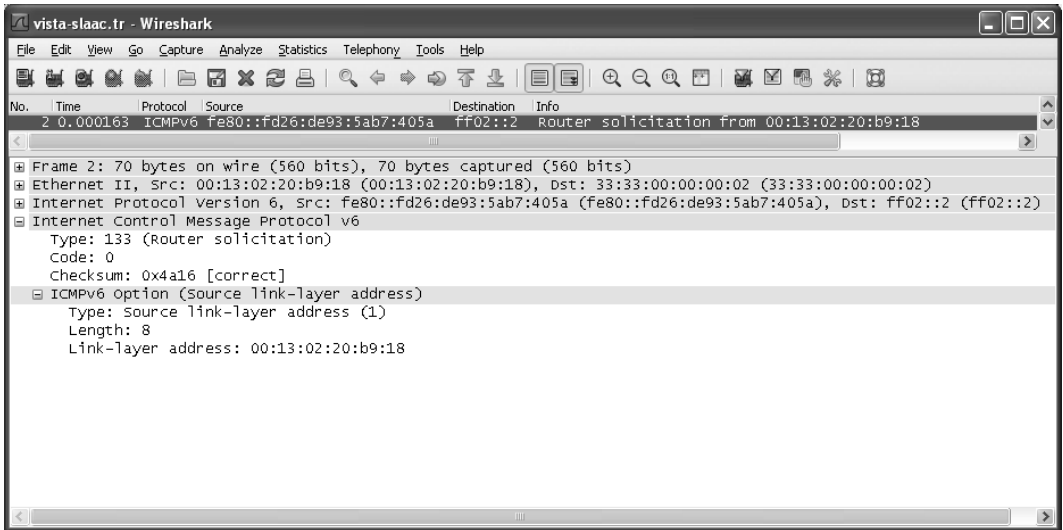 vista-slaac.tr - Wireshark
File Edit View Go Capture Analyze Statistics Telephony Tools Help
No. Time Protocol Source Destination Info
2 0.000163 ICMPv6 fe80::fd26:de93:5ab7:405a ff02::2 Router solicitation from 00:13:02:20:b9:18
Frame 2: 70 bytes on wire (560 bits), 70 bytes captured (560 bits)
Ethernet II, Src: 00:13:02:20:b9:18 (00:13:02:20:b9:18), Dst: 33:33:00:00:00:02 (33:33:00:00:00:02)
Internet Protocol Version 6, Src: fe80::fd26:de93:5ab7:405a (fe80::fd26:de93:5ab7:405a), Dst: ff02::2 (ff02::2)
Internet Control Message Protocol v6
Type: 133 (Router solicitation)
Code: 0
Checksum: 0x4a16 [correct]
ICMPv6 Option (Source link-layer address)
Type: Source link-layer address (1)
Length: 8
Link-layer address: 00:13:02:20:b9:18